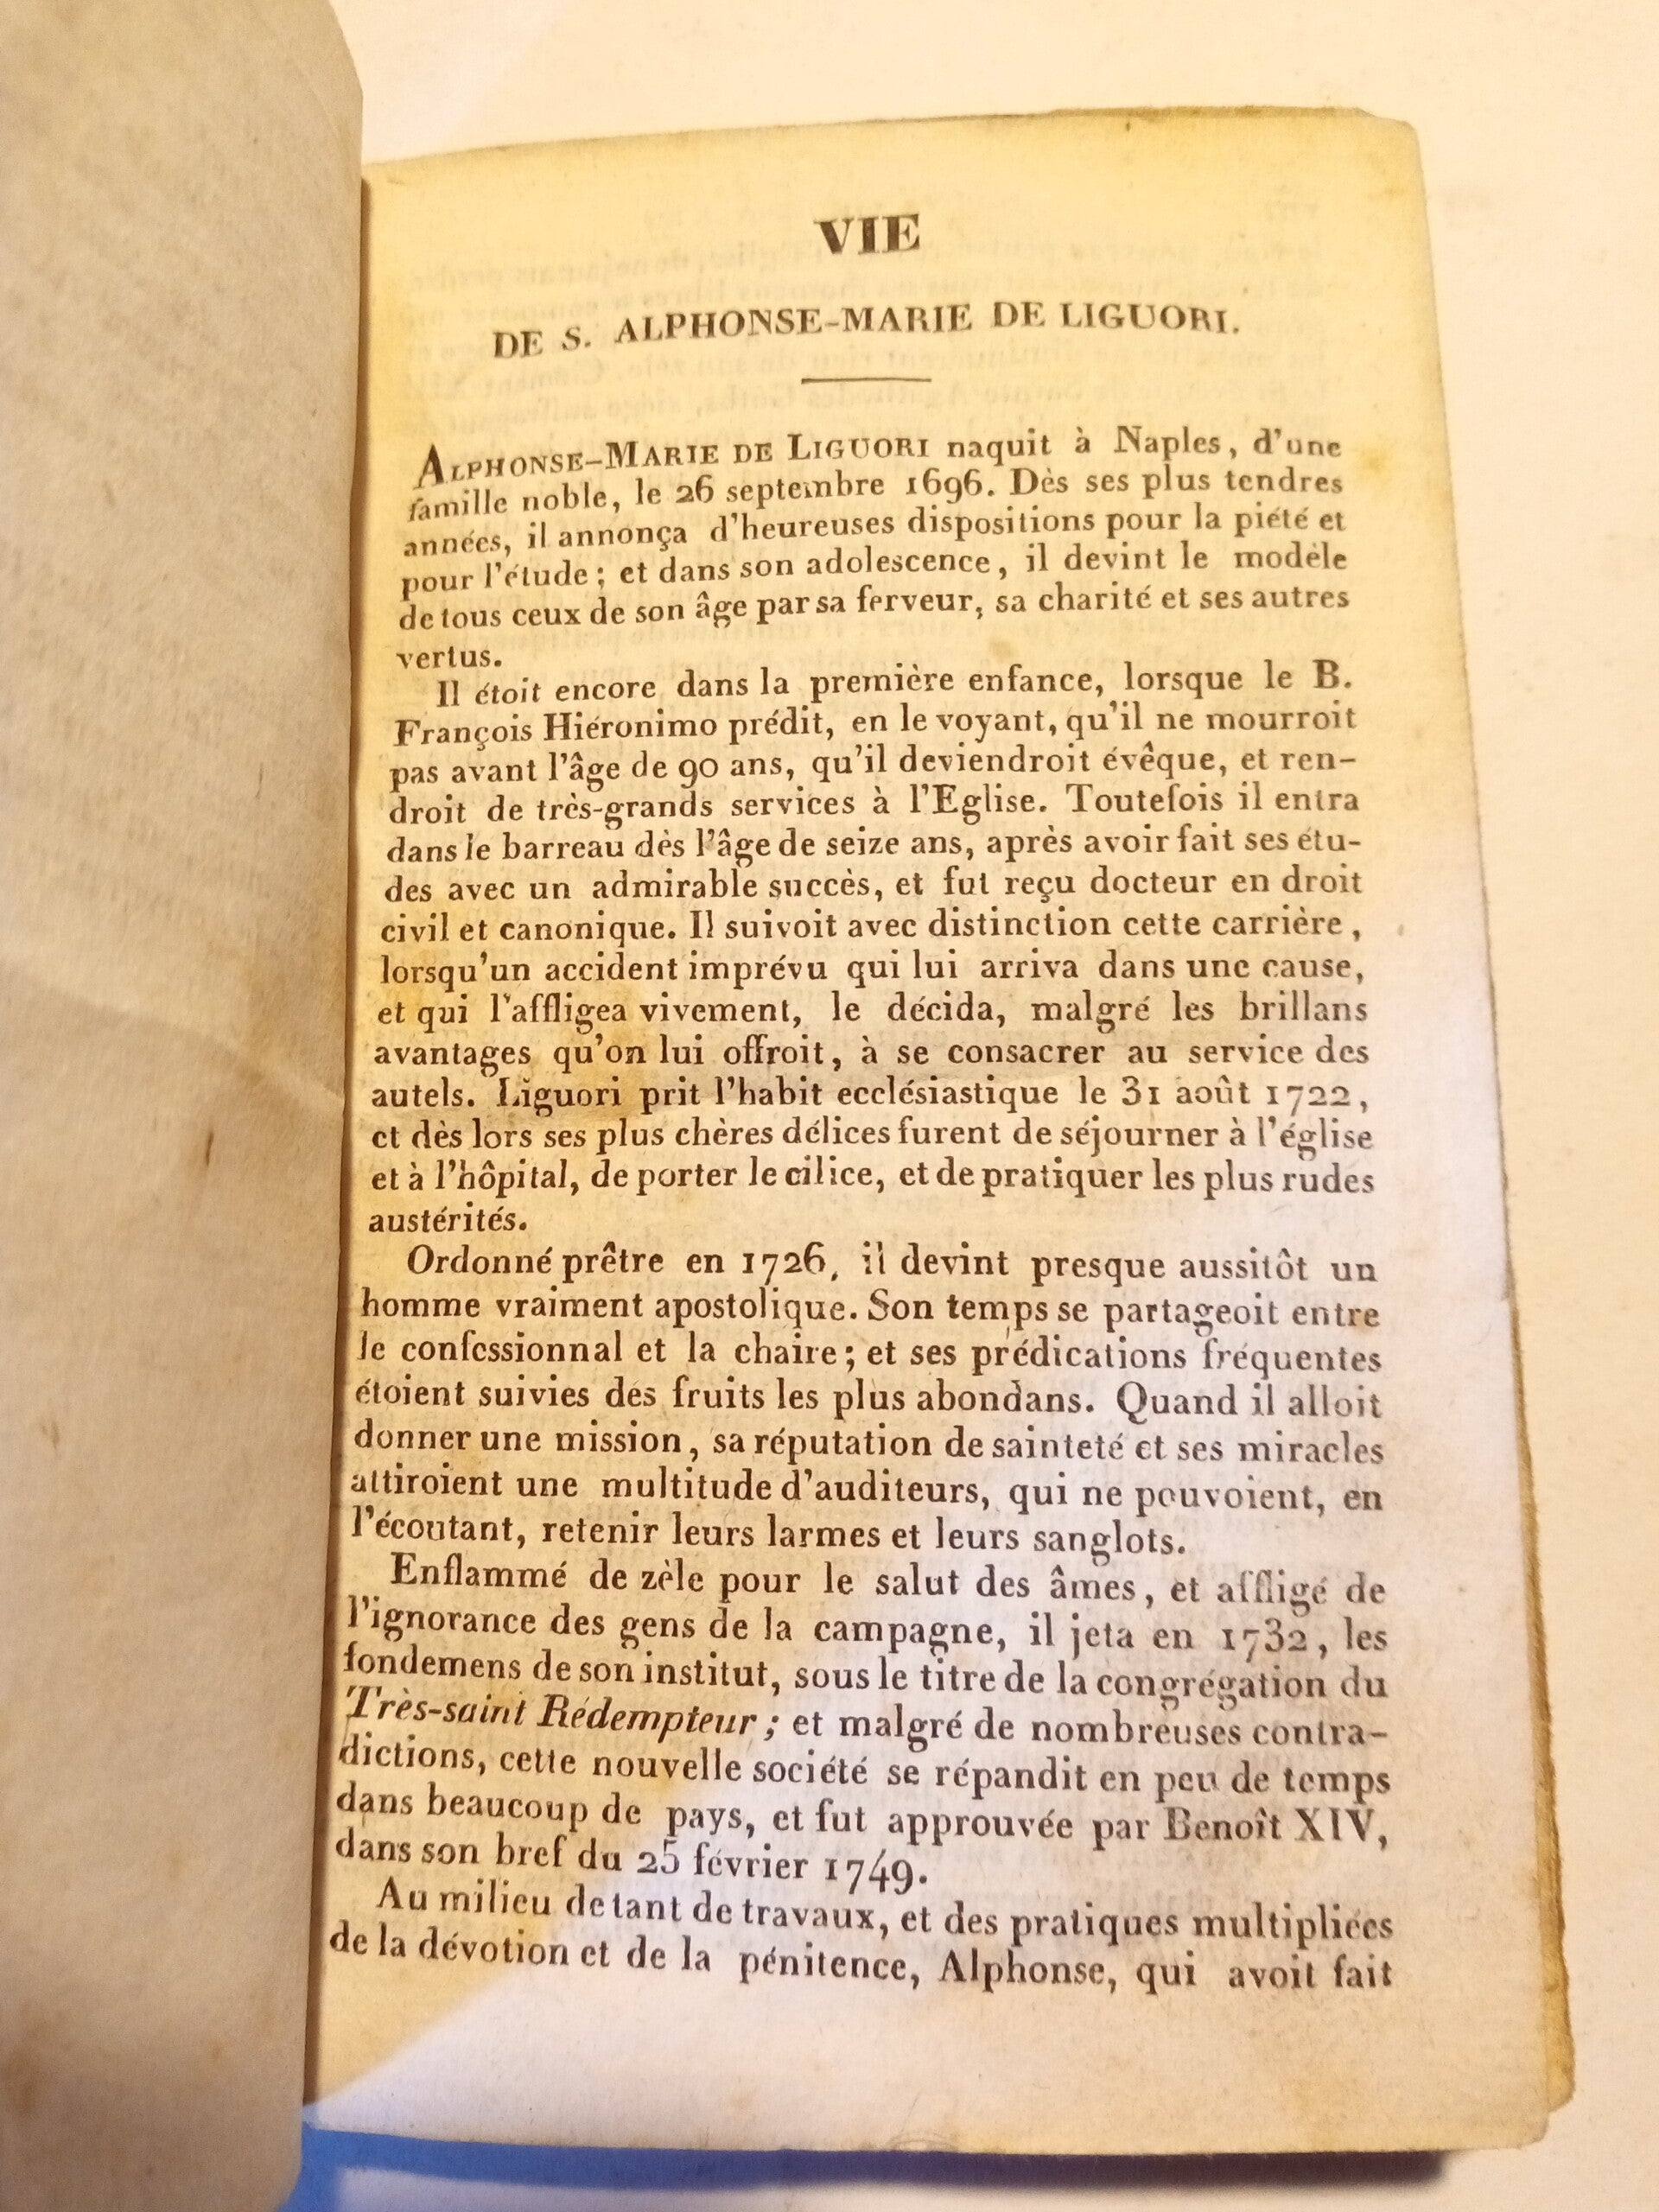 VIE
DE S. ALPHONSE-MARIE DE LIGUORI.
ALPHONSE-MARIE DE LIGUORI naquit à Naples, d'une
famille noble, le 26 septembre 1696. Dès ses plus tendres
années, il annonça d'heureuses dispositions pour la piété et
pour l'étude; et dans son adolescence, il devint le modèle
de tous ceux de son âge par sa ferveur, sa charité et ses autres
vertus.
Il étoit encore dans la première enfance, lorsque le B.
François Hiéronimo prédit, en le voyant, qu'il ne mourroit
pas avant l'âge de 90 ans, qu'il deviendroit évêque, et ren-
droit de très-grands services à l'Eglise. Toutefois il entra
dans le barreau dès l'âge de seize ans, après avoir fait ses étu-
des avec un admirable succès, et fut reçu docteur en droit
civil et canonique. Il suivoit avec distinction cette carrière,
lorsqu'un accident imprévu qui lui arriva dans une cause,
et qui l'affligea vivement, le décida, malgré les brillans
avantages qu'on lui offroit, à se consacrer au service des
autels. Liguori prit l'habit ecclésiastique le 31 août 1722,
et dès lors ses plus chères délices furent de séjourner à l'église
et à l'hôpital, de porter le cilice, et de pratiquer les plus rudes
austérités.
Ordonné prêtre en 1726, il devint presque aussitôt un
homme vraiment apostolique. Son temps se partageoit entre
le confessionnal et la chaire; et ses prédications fréquentes
étoient suivies des fruits les plus abondans. Quand il alloit
donner une mission, sa réputation de sainteté et ses miracles
attiroient une multitude d'auditeurs, qui ne pouvoient, en
l'écoutant, retenir leurs larmes et leurs sanglots.
Enflammé de zèle pour le salut des âmes, et affligé de
l'ignorance des gens de la campagne, il jeta en 1732, les
fondemens de son institut, sous le titre de la congrégation du
Très-saint Rédempteur; et malgré de nombreuses contra-
dictions, cette nouvelle société se répandit en peu de temps
dans beaucoup de pays, et fut approuvée par Benoît XIV,
dans son bref du 25 février 1749.
Au milieu de tant de travaux, et des pratiques multipliées
de la dévotion et de la pénitence, Alphonse, qui avoit fait